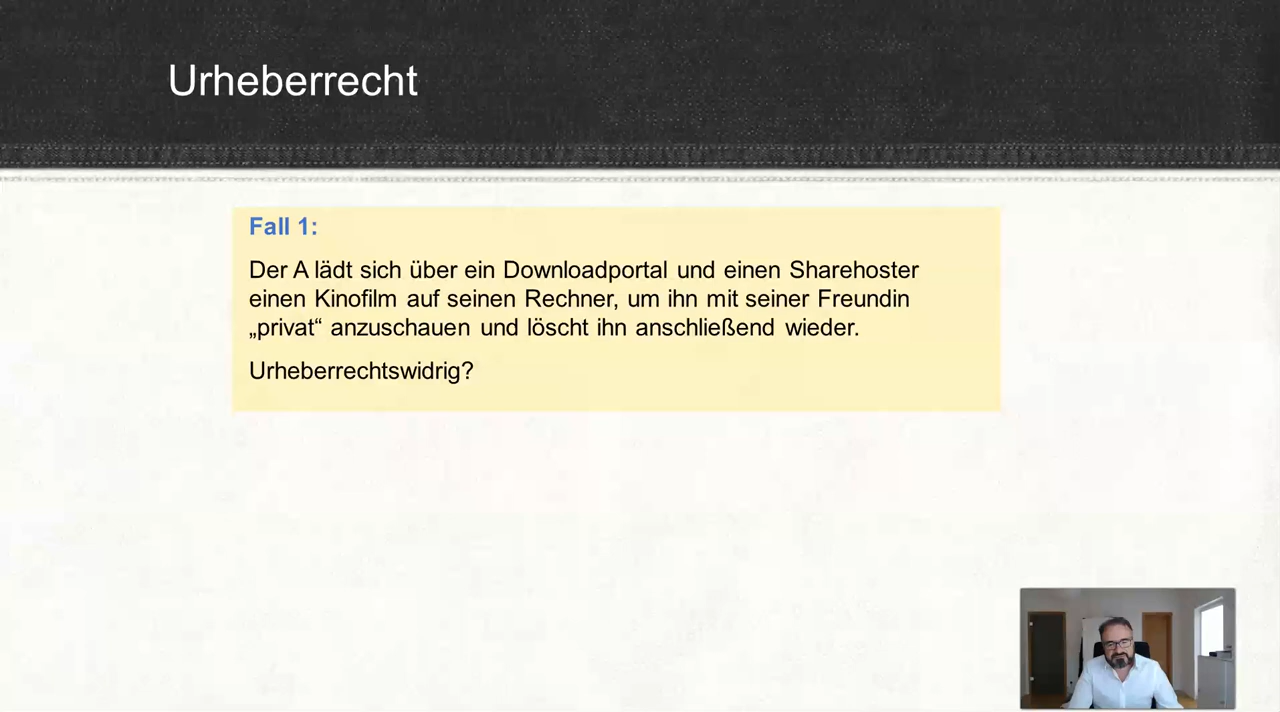 Urheberrecht
Fall 1:
Der A lädt sich über ein Downloadportal und einen Sharehoster
einen Kinofilm auf seinen Rechner, um ihn mit seiner Freundin
„privat“ anzuschauen und löscht ihn anschließend wieder.
Urheberrechtswidrig?